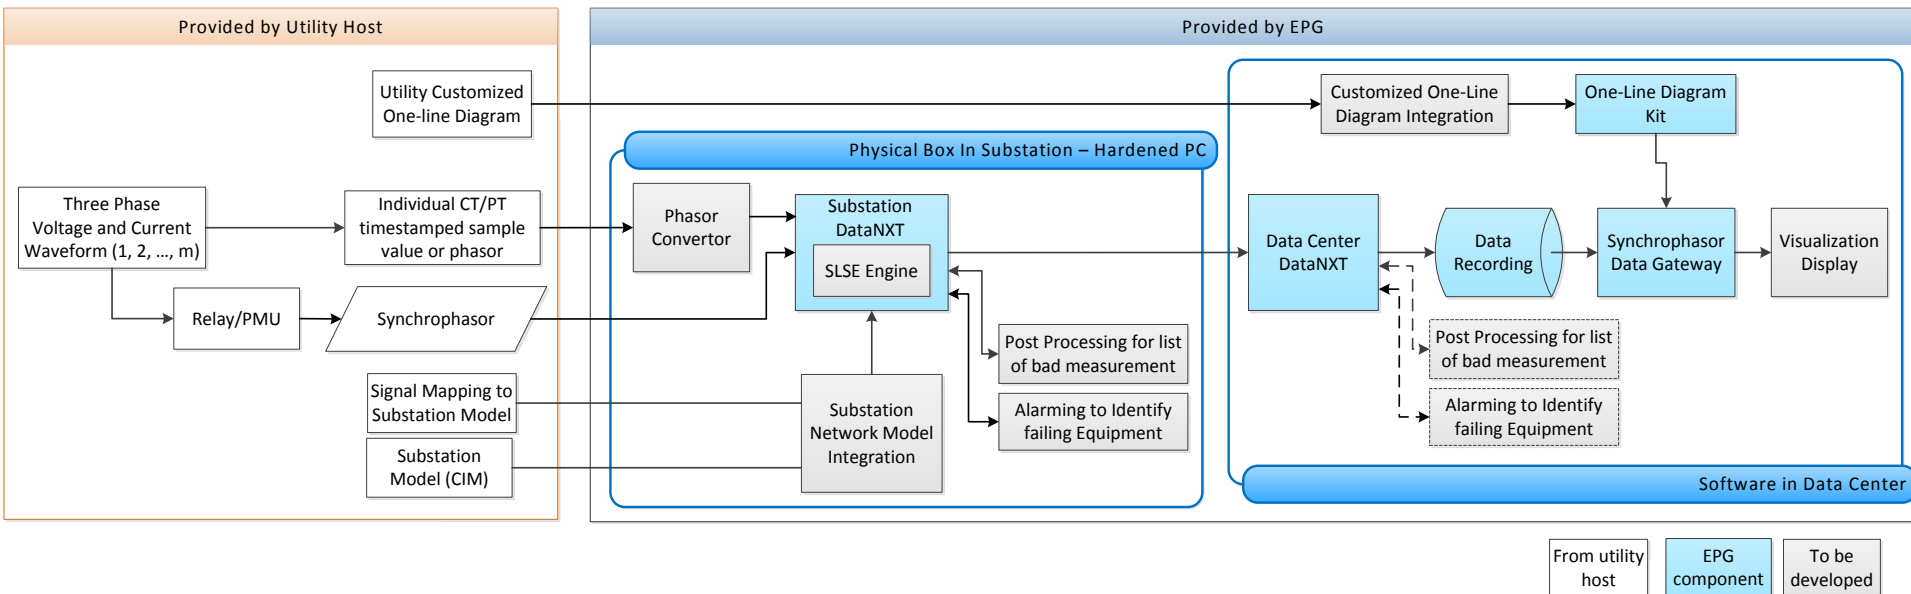 Provided by Utility Host
Provided by EPG
Utility Customized
One-line Diagram
Customized One-Line
Diagram Integration
One-Line Diagram
Kit
Physical Box In Substation – Hardened PC
Three Phase
Voltage and Current
Waveform (1, 2, ..., m)
Individual CT/PT
timestamped sample
value or phasor
Phasor
Convertor
Substation
DataNXT
SLSE Engine
Data Center
DataNXT
Data
Recording
Synchrophasor
Data Gateway
Visualization
Display
Relay/PMU
Synchrophasor
Post Processing for list
of bad measurement
Post Processing for list
of bad measurement
Signal Mapping to
Substation Model
Substation
Network Model
Integration
Alarming to Identify
failing Equipment
Alarming to Identify
failing Equipment
Substation
Model (CIM)
Software in Data Center
From utility
host
EPG
component
To be
developed